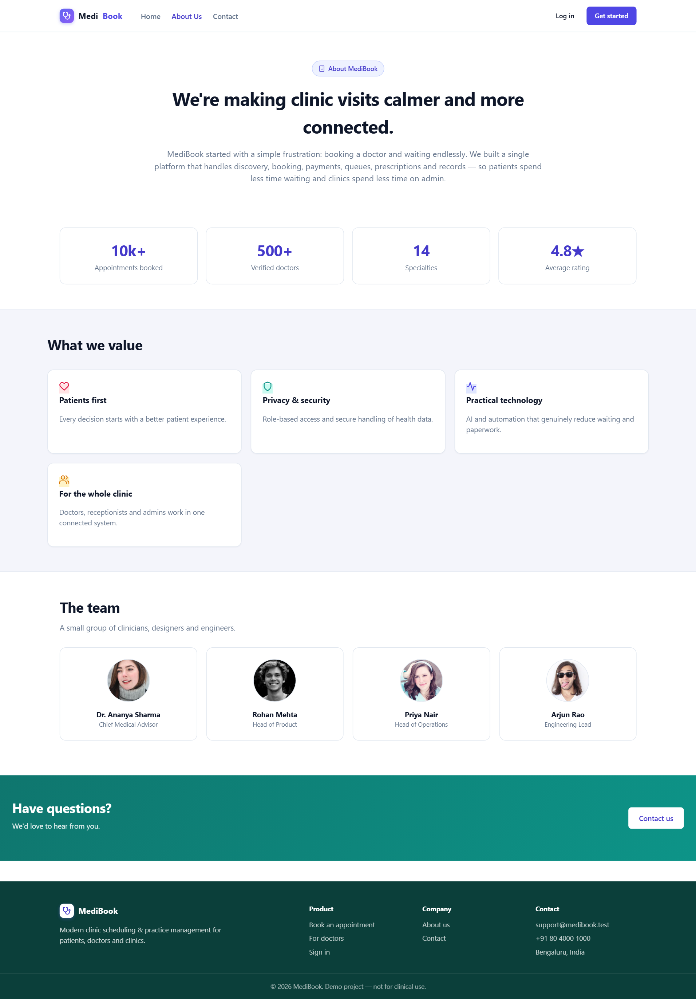 Medi Book
Home About Us Contact
Log in
Get started
About MediBook
We're making clinic visits calmer and more
connected.
MediBook started with a simple frustration: booking a doctor and waiting endlessly. We built a single
platform that handles discovery, booking, payments, queues, prescriptions and records — so patients spend
less time waiting and clinics spend less time on admin.
10k+
Appointments booked
500+
Verified doctors
14
Specialties
4.8★
Average rating
What we value
Patients first
Every decision starts with a better patient experience.
Privacy & security
Role-based access and secure handling of health data.
Practical technology
AI and automation that genuinely reduce waiting and
paperwork.
For the whole clinic
Doctors, receptionists and admins work in one
connected system.
The team
A small group of clinicians, designers and engineers.
Dr. Ananya Sharma
Chief Medical Advisor
Rohan Mehta
Head of Product
Priya Nair
Head of Operations
Arjun Rao
Engineering Lead
Have questions?
We'd love to hear from you.
Contact us
MediBook
Modern clinic scheduling & practice management for
patients, doctors and clinics.
Product
Book an appointment
For doctors
Sign in
Company
About us
Contact
Contact
support@medibook.test
+91 80 4000 1000
Bengaluru, India
© 2026 MediBook. Demo project — not for clinical use.